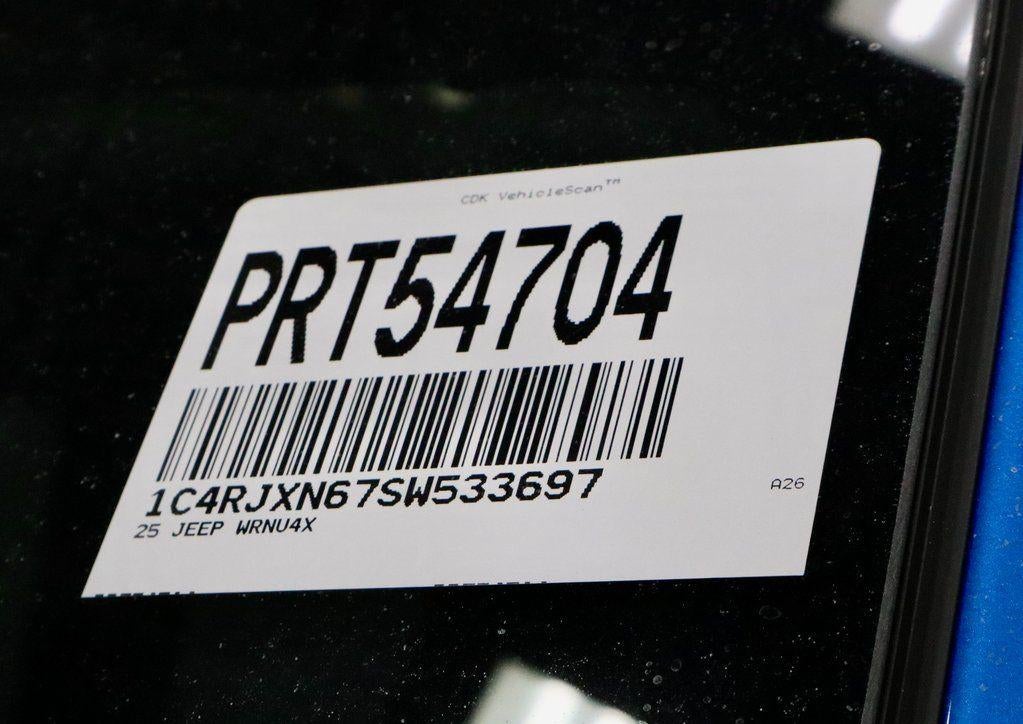 CDK VehicleScan™
PRT54704
1C4RJXN67SW533697
A26
25 JEEP WRNU4X